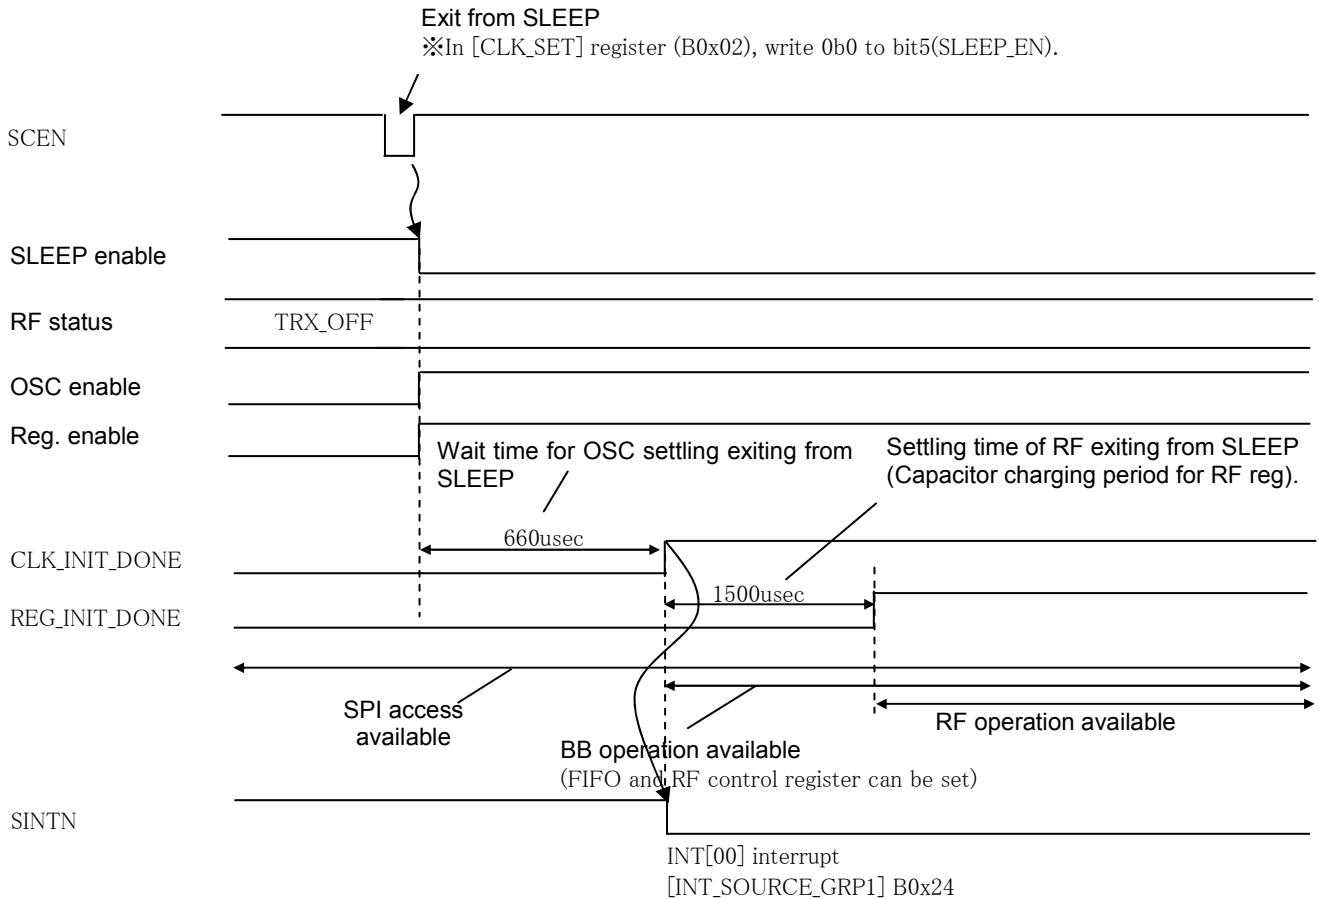 Exit from SLEEP
※In [CLK_SET] register (B0x02), write 0b0 to bit5(SLEEP_EN).
SCEN
SLEEP enable
RF status
TRX_OFF
OSC enable
Reg. enable
Wait time for OSC settling exiting from
SLEEP
Settling time of RF exiting from SLEEP
(Capacitor charging period for RF reg).
660usec
CLK_INIT_DONE
1500usec
REG_INIT_DONE
SPI access
available
BB operation available
(FIFO and RF control register can be set)
RF operation available
SINTN
INT[00] interrupt
[INT_SOURCE_GRP1] B0x24